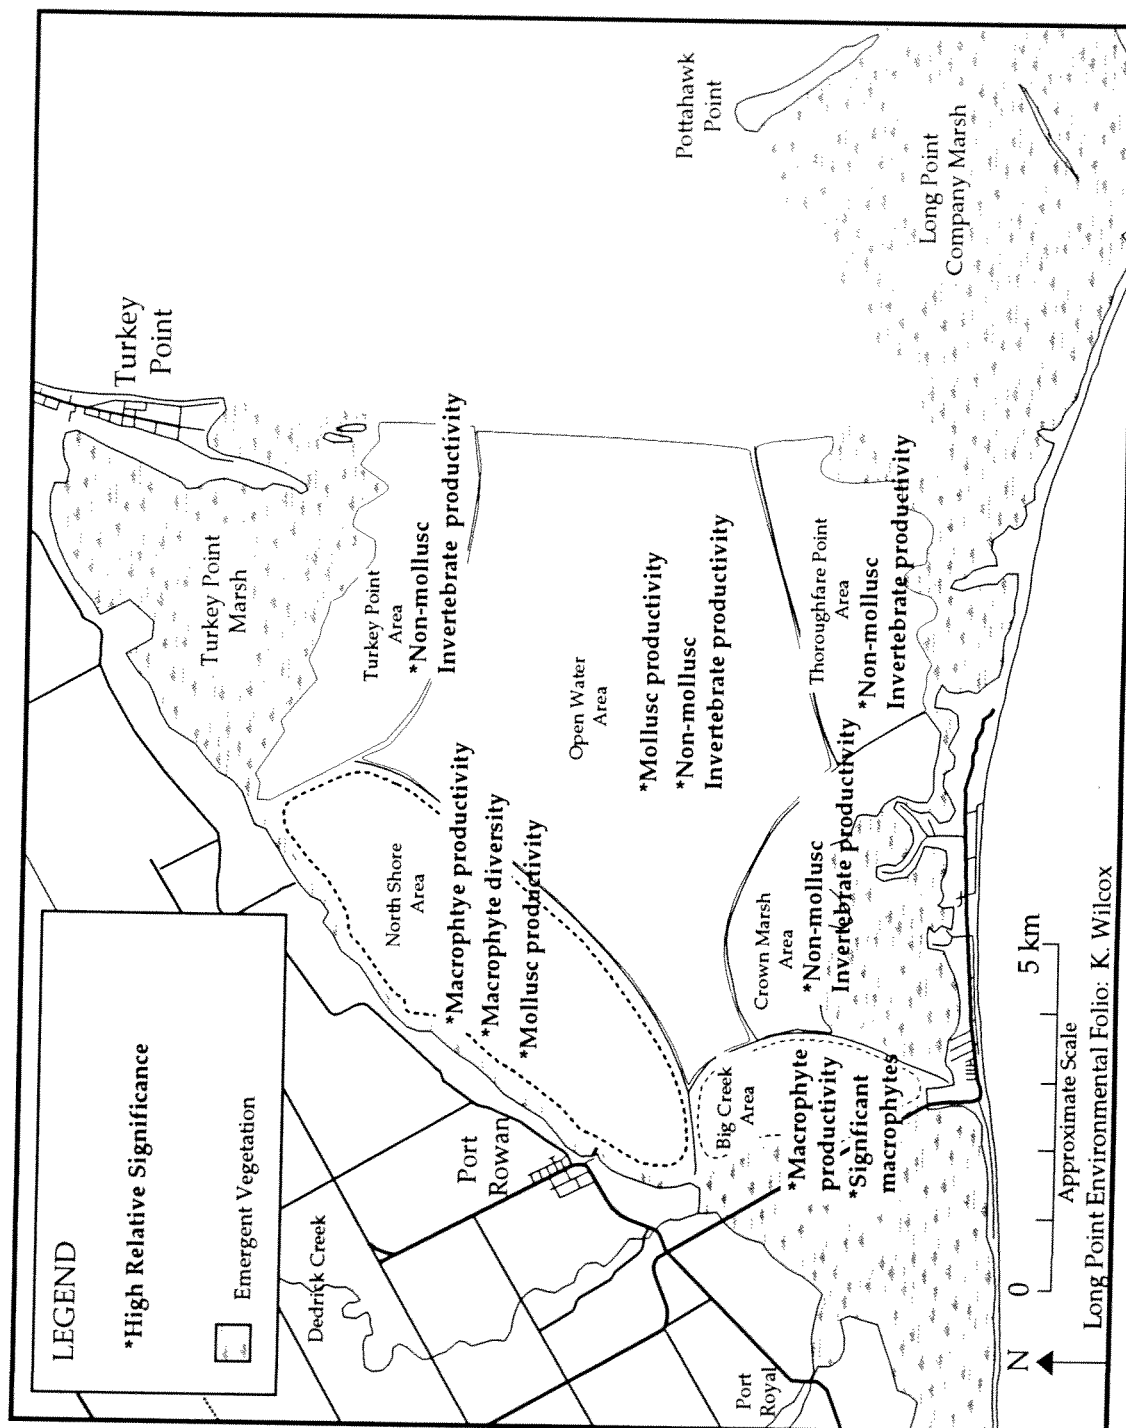 LEGEND
*High Relative Significance
Emergent Vegetation
Dedrick Creek
Port
Rowan
Port
Royal
Turkey
Point
Turkey Point
Marsh
Turkey Point
Area
*Non-mollusc
Invertebrate productivity
North Shore
Area
*Macrophtye productivity
*Macrophyte diversity
*Mollusc productivity
Open Water
Area
*Mollusc productivity
*Non-mollusc
Invertebrate productivity
Pottahawk
Point
Long Point
Company Marsh
Thoroughfare Point
Area
*Non-mollusc
Invertebrate productivity
Crown Marsh
Area
*Non-mollusc
Invertebrate productivity
Big Creek
Area
*Macrophyte
productivity
*Signficant
macrophytes
N
0
5 km
Approximate Scale
Long Point Environmental Folio: K. Wilcox